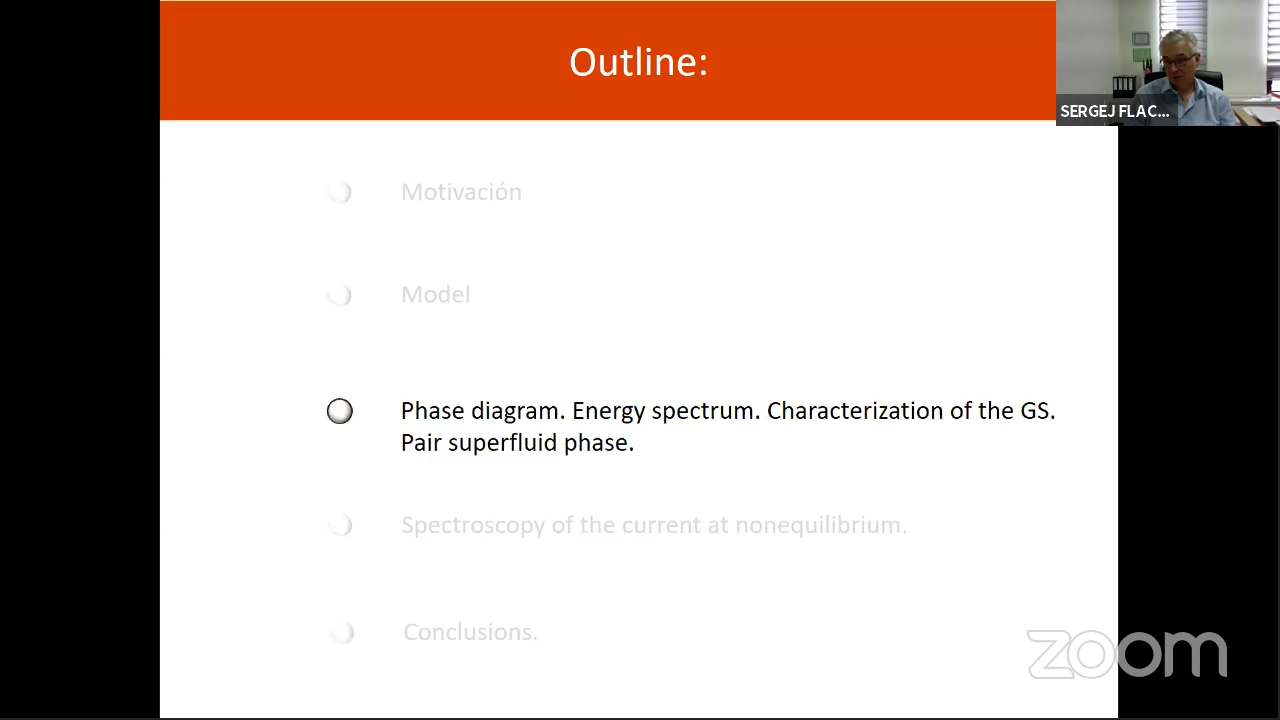 Outline:
SERGEJ FLAC...
Motivación
Model
Phase diagram. Energy spectrum. Characterization of the GS.
Pair superfluid phase.
Spectroscopy of the current at nonequilibrium.
Conclusions.
zoom